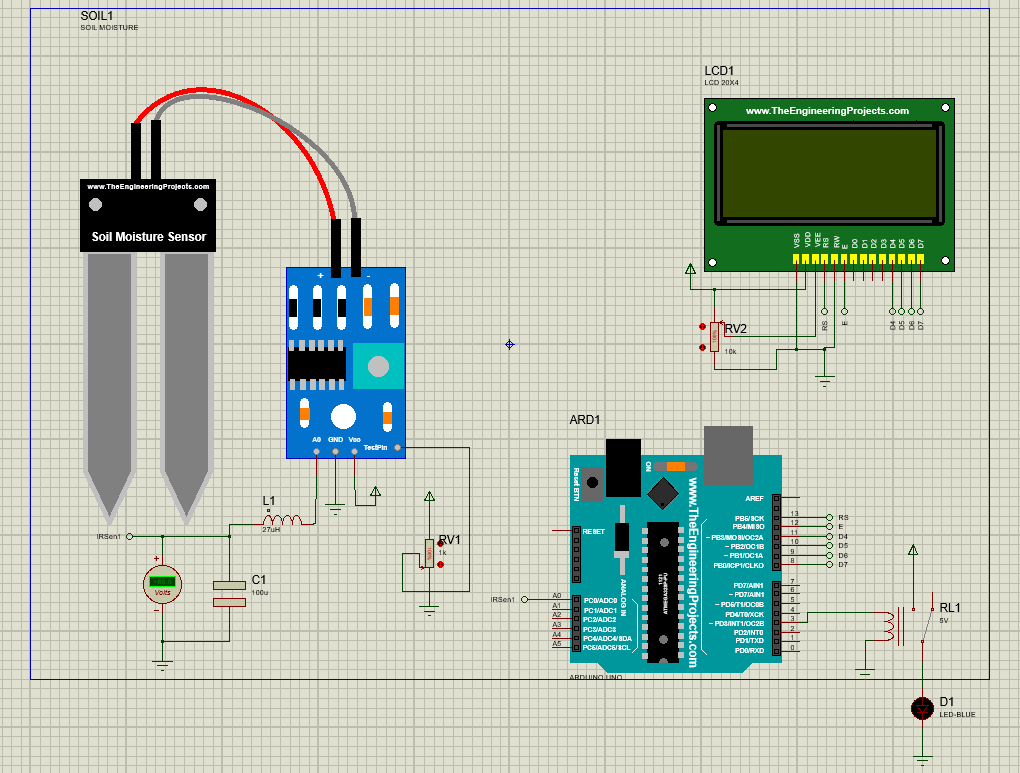 SOIL1
SOIL MOISTURE
www.TheEngineeringProjects.com
Soil Moisture Sensor
+ -
A0 GND Vcc TestPin
L1
27uH
IRSen1
+
Volts
-
C1
100u
RV1
1k
LCD1
LCD 20X4
www.TheEngineeringProjects.com
VSS VDD VEE RS RW E D0 D1 D2 D3 D4 D5 D6 D7
RS E D4 D5 D6 D7
RV2
10k
ARD1
Reset BTN
ON
www.TheEngineeringProjects.com
ANALOG IN
RESET
AREF
PB5/SCK 13 RS
PB4/MISO 12 E
~ PB3/MOSI/OC2A 11 D4
~ PB2/OC1B 10 D5
~ PB1/OC1A 9 D6
PB0/ICP1/CLKO 8 D7
PD7/AIN1 7
~ PD7/AIN1 6
~ PD5/T1/OC0B 5
PD4/T0/XCK 4
~ PD3/INT1/OC2B 3
PD2/INT0 2
PD1/TXD 1
PD0/RXD 0
IRSen1
A0 PC0/ADC0
A1 PC1/ADC1
A2 PC2/ADC2
A3 PC3/ADC3
A4 PC4/ADC4/SDA
A5 PC5/ADC5/SCL
ARDUINO UNO
RL1
5V
D1
LED-BLUE